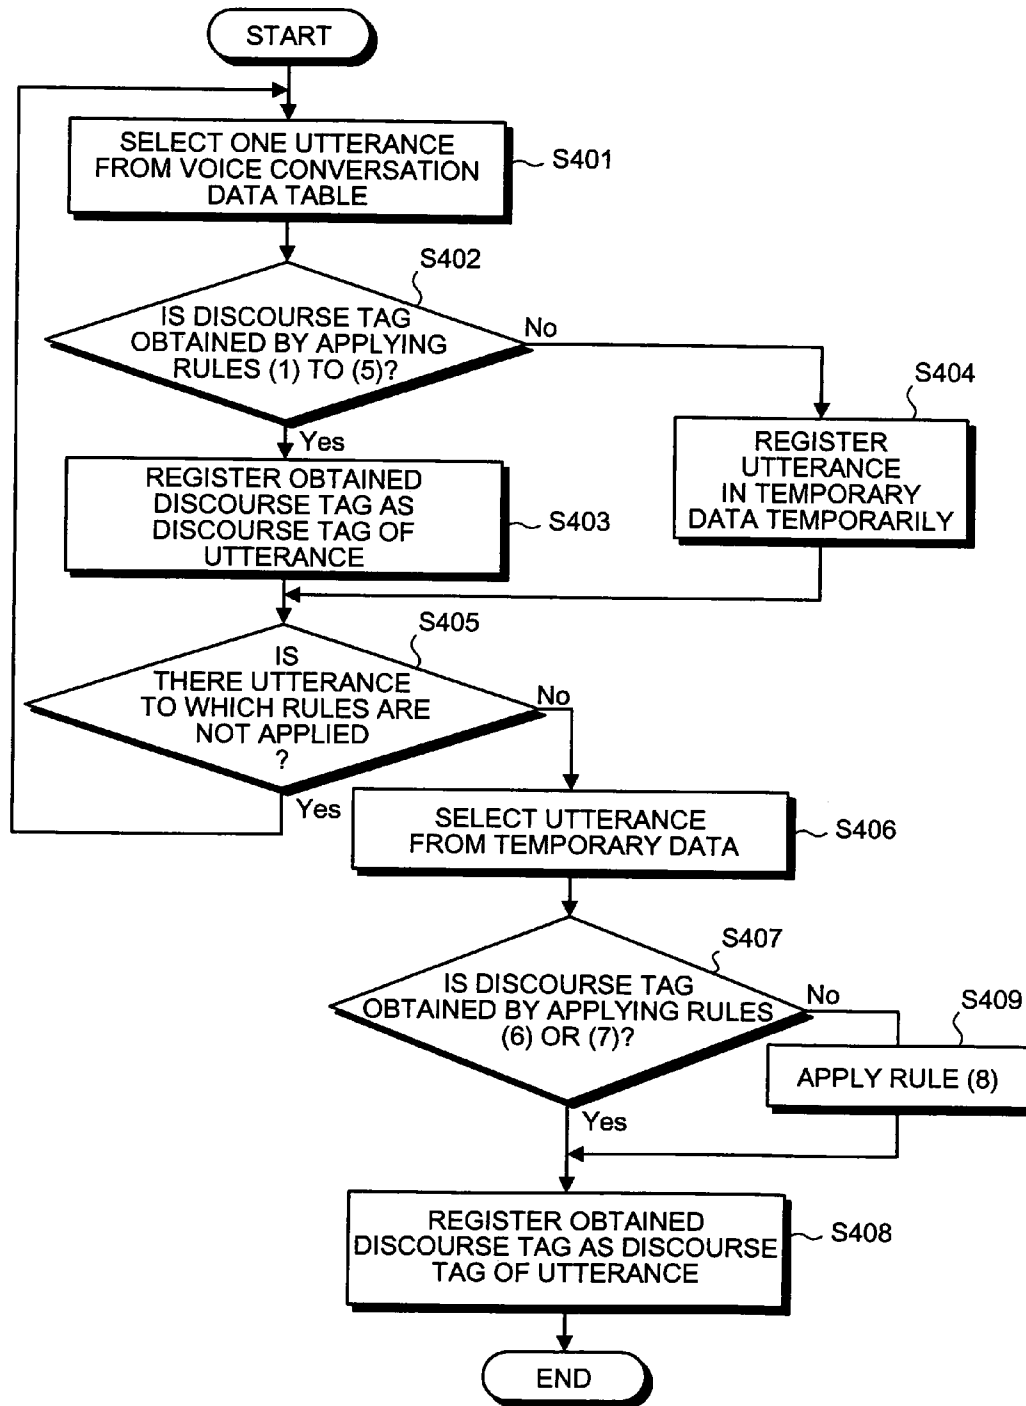 START
SELECT ONE UTTERANCE
FROM VOICE CONVERSATION
DATA TABLE
S401
S402
IS DISCOURSE TAG
OBTAINED BY APPLYING
RULES (1) TO (5)?
No
Yes
S404
REGISTER
UTTERANCE
IN TEMPORARY
DATA TEMPORARILY
REGISTER OBTAINED
DISCOURSE TAG AS
DISCOURSE TAG OF
UTTERANCE
S403
S405
IS
THERE UTTERANCE
TO WHICH RULES ARE
NOT APPLIED
?
No
Yes
SELECT UTTERANCE
FROM TEMPORARY DATA
S406
S407
IS DISCOURSE TAG
OBTAINED BY APPLYING RULES
(6) OR (7)?
No
Yes
S409
APPLY RULE (8)
REGISTER OBTAINED
DISCOURSE TAG AS DISCOURSE
TAG OF UTTERANCE
S408
END